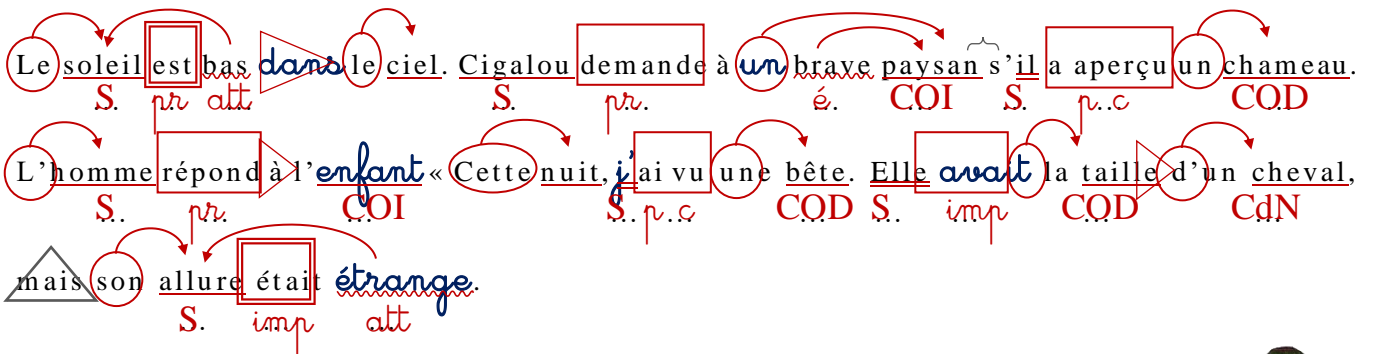 Le soleil est bas dans le ciel. Cigalou demande à un brave paysan s'il a aperçu un chameau.
S. pr. att S. pr. é. COI S. p.c COD
L'homme répond à l'enfant « Cette nuit, j'ai vu une bête. Elle avait la taille d'un cheval,
S. pr. COI S. p.c COD S. imp COD CdN
mais son allure était étrange.
S. imp att